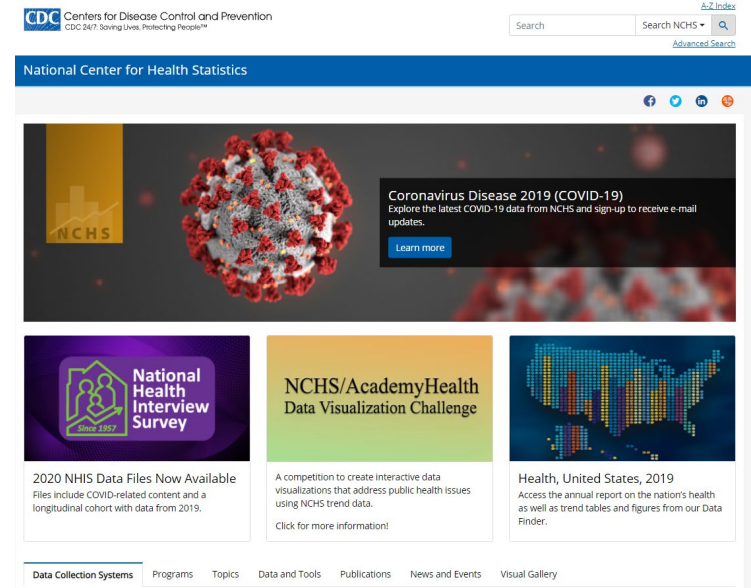 A-Z Index
CDC Centers for Disease Control and Prevention
CDC 24/7: Saving Lives, Protecting People™
Search
Search NCHS
Advanced Search
National Center for Health Statistics
NCHS
Coronavirus Disease 2019 (COVID-19)
Explore the latest COVID-19 data from NCHS and sign-up to receive e-mail
updates.
Learn more
National
Health
Interview
Survey
Since 1957
2020 NHIS Data Files Now Available
Files include COVID-related content and a
longitudinal cohort with data from 2019.
NCHS/AcademyHealth
Data Visualization Challenge
A competition to create interactive data
visualizations that address public health issues
using NCHS trend data.
Click for more information!
Health, United States, 2019
Access the annual report on the nation's health
as well as trend tables and figures from our Data
Finder.
Data Collection Systems Programs Topics Data and Tools Publications News and Events Visual Gallery